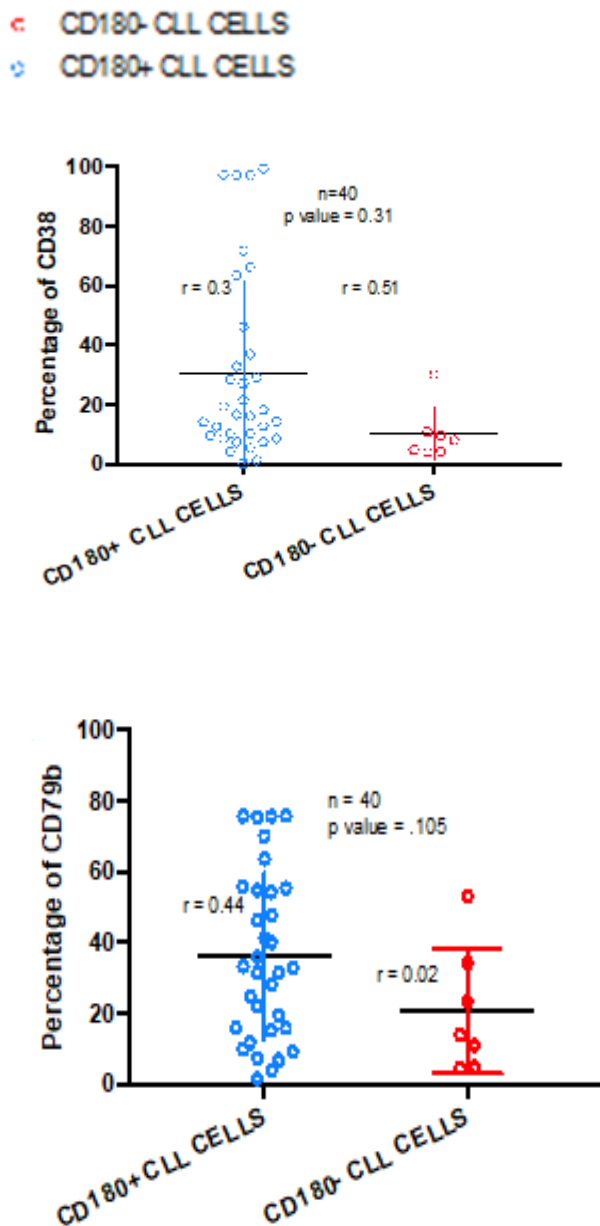 CD180- CLL CELLS
CD180+ CLL CELLS
100
80
60
40
20
0
Percentage of CD38
n=40
p value = 0.31
r = 0.3
r = 0.51
CD180+ CLL CELLS
CD180- CLL CELLS
100
80
60
40
20
0
Percentage of CD79b
n = 40
p value = .105
r = 0.44
r = 0.02
CD180+ CLL CELLS
CD180- CLL CELLS